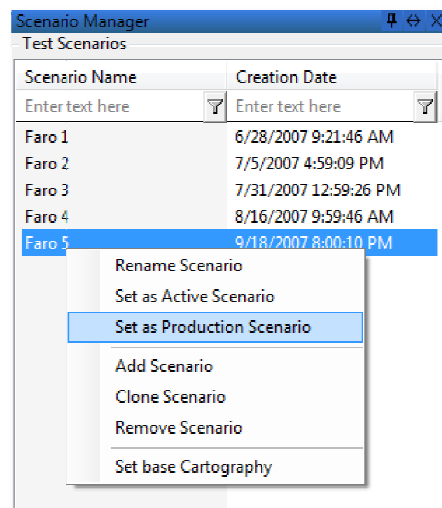 Scenario Manager
Test Scenarios
Scenario Name Creation Date
Enter text here Enter text here
Faro 1 6/28/2007 9:21:46 AM
Faro 2 7/5/2007 4:59:09 PM
Faro 3 7/31/2007 12:59:26 PM
Faro 4 8/16/2007 9:59:46 AM
Faro 5 9/18/2007 8:00:10 PM
Rename Scenario
Set as Active Scenario
Set as Production Scenario
Add Scenario
Clone Scenario
Remove Scenario
Set base Cartography